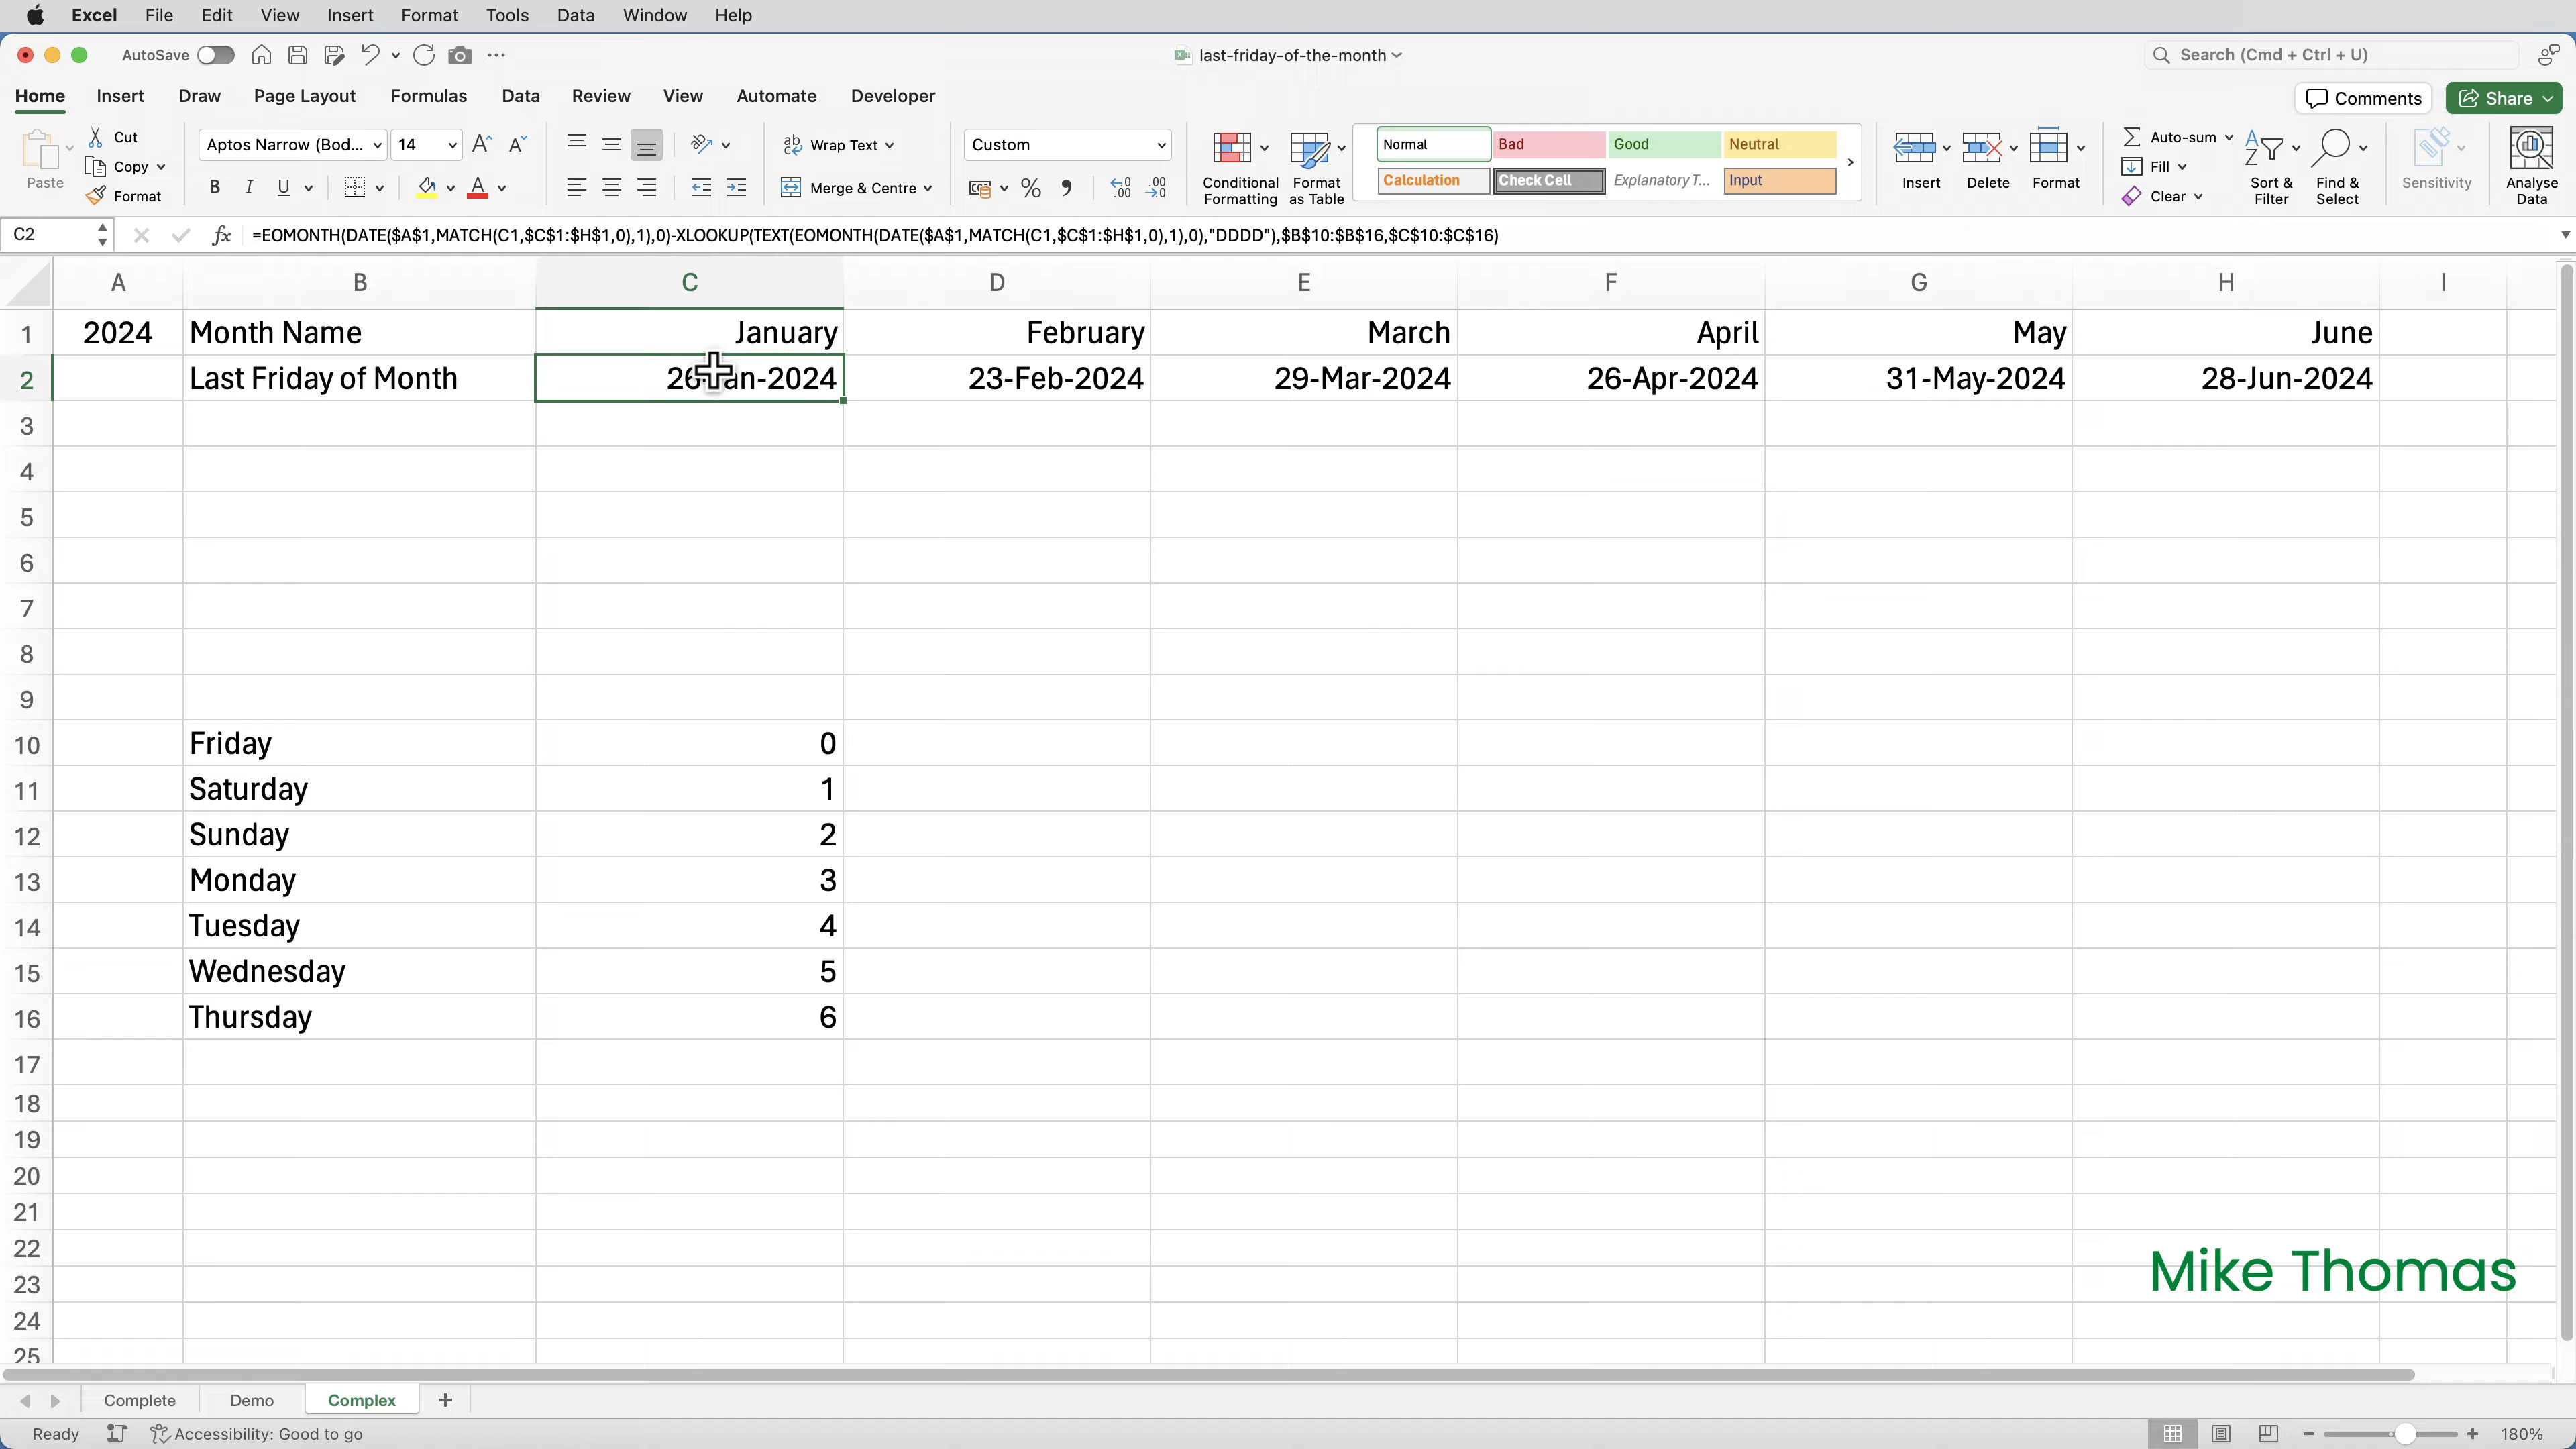 Excel File Edit View Insert Format Tools Data Window Help
AutoSave last-friday-of-the-month Search (Cmd + Ctrl + U)
Home Insert Draw Page Layout Formulas Data Review View Automate Developer Comments Share
Paste Cut Copy Format
Aptos Narrow (Bod... 14
B I U A
ab Wrap Text
Merge & Centre
Custom
% .00
Conditional Formatting
Format as Table
Normal Bad Good Neutral
Calculation Check Cell Explanatory T... Input
Insert Delete Format
Auto-sum
Fill
Clear
Sort & Filter
Find & Select
Sensitivity
Analyse Data
C2 fx =EOMONTH(DATE($A$1,MATCH(C1,$C$1:$H$1,0),1),0)-XLOOKUP(TEXT(EOMONTH(DATE($A$1,MATCH(C1,$C$1:$H$1,0),1),0),"DDDD"),$B$10:$B$16,$C$10:$C$16)
A B C D E F G H I
1 2024 Month Name January February March April May June
2 Last Friday of Month 26-Jan-2024 23-Feb-2024 29-Mar-2024 26-Apr-2024 31-May-2024 28-Jun-2024
3
4
5
6
7
8
9
10 Friday 0
11 Saturday 1
12 Sunday 2
13 Monday 3
14 Tuesday 4
15 Wednesday 5
16 Thursday 6
17
18
19
20
21
22
23
24
25
Mike Thomas
Complete Demo Complex +
Ready Accessibility: Good to go 180%